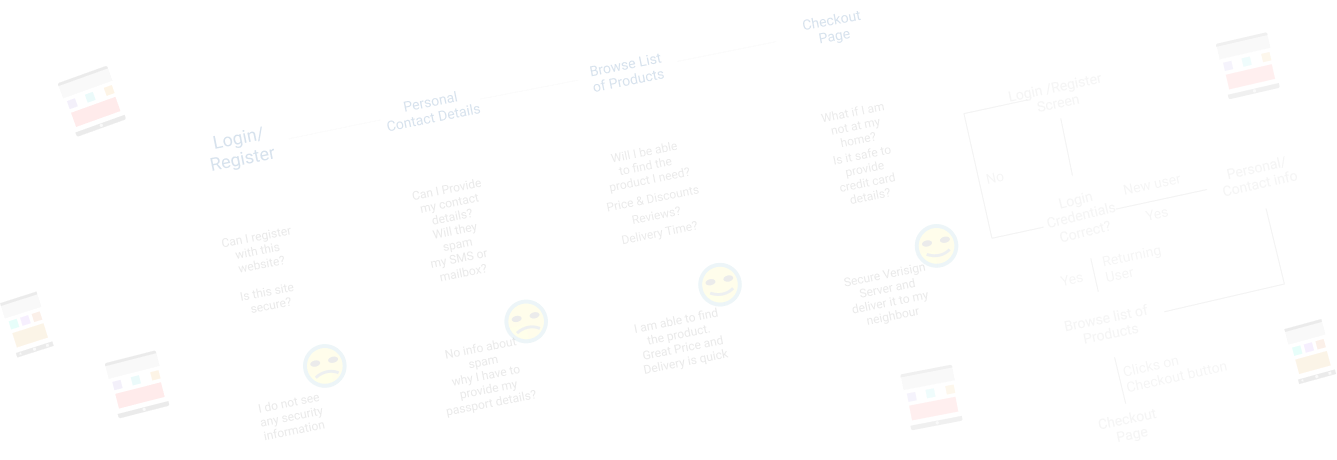 Login/
Register
Can I register
with this
website?
Is this site
secure?
I do not see
any security
information
Personal
Contact Details
Can I Provide
my contact
details?
Will they
spam
my SMS or
mailbox?
No info about
spam
why I have to
provide my
passport details?
Browse List
of Products
Will I be able
to find the
product I need?
Price & Discounts
Reviews?
Delivery Time?
I am able to find
the product.
Great Price and
Delivery is quick
Checkout
Page
What if I am
not at my
home?
Is it safe to
provide
credit card
details?
Secure Verisign
Server and
deliver it to my
neighbour
Login /Register
Screen
No
Login
Credentials
Correct?
New user
Yes
Personal/
Contact info
Yes
Returning
User
Browse list of
Products
Clicks on
Checkout button
Checkout
Page